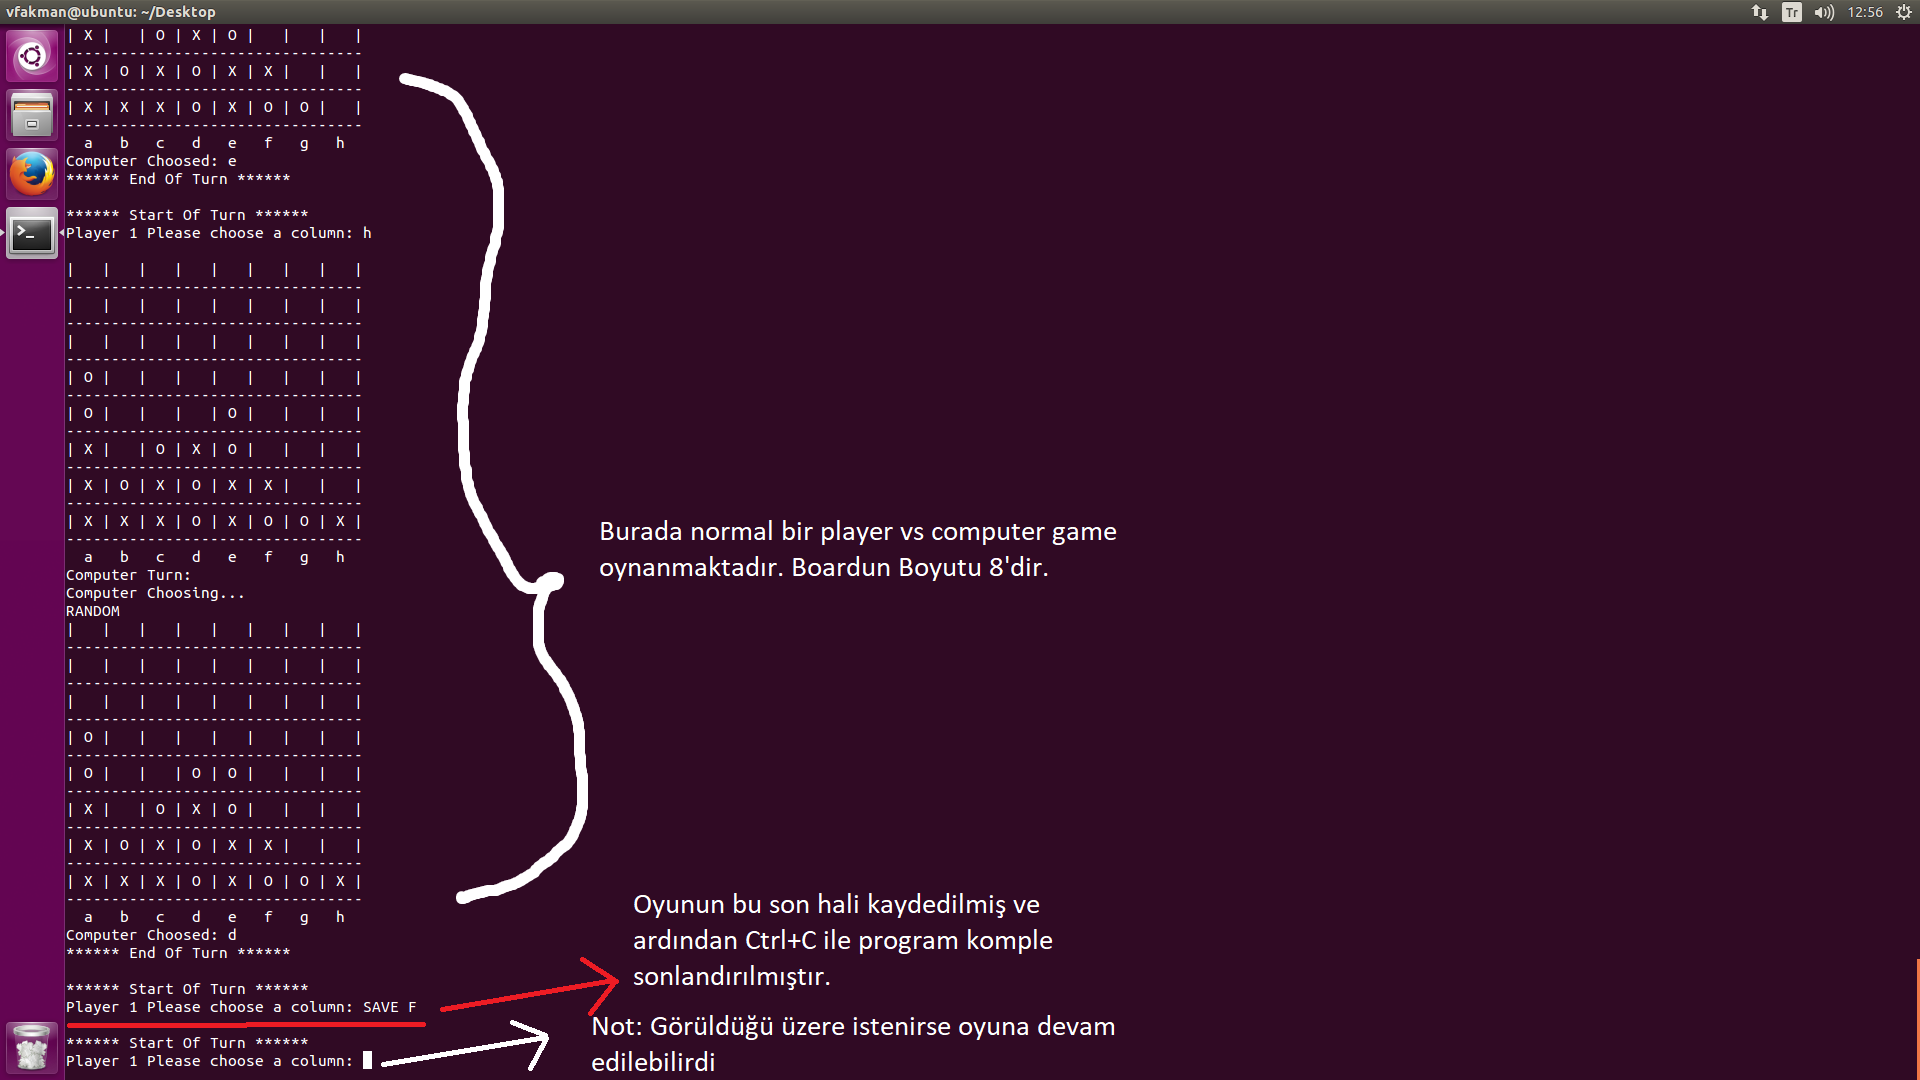 vfakman@ubuntu: ~/Desktop
Tr
12:56
| X |   | O | X | O |   |   |   |
---------------------------------
| X | O | X | O | X | X |   |   |
---------------------------------
| X | X | X | O | X | O | O |   |
---------------------------------
  a   b   c   d   e   f   g   h
Computer Choosed: e
****** End Of Turn ******
****** Start Of Turn ******
Player 1 Please choose a column: h
|   |   |   |   |   |   |   |   |
---------------------------------
|   |   |   |   |   |   |   |   |
---------------------------------
|   |   |   |   |   |   |   |   |
---------------------------------
| O |   |   |   |   |   |   |   |
---------------------------------
| O |   |   |   | O |   |   |   |
---------------------------------
| X |   | O | X | O |   |   |   |
---------------------------------
| X | O | X | O | X | X |   |   |
---------------------------------
| X | X | X | O | X | O | O | X |
---------------------------------
  a   b   c   d   e   f   g   h
Computer Turn:
Computer Choosing...
RANDOM
|   |   |   |   |   |   |   |   |
---------------------------------
|   |   |   |   |   |   |   |   |
---------------------------------
|   |   |   |   |   |   |   |   |
---------------------------------
| O |   |   |   |   |   |   |   |
---------------------------------
| O |   |   | O | O |   |   |   |
---------------------------------
| X |   | O | X | O |   |   |   |
---------------------------------
| X | O | X | O | X | X |   |   |
---------------------------------
| X | X | X | O | X | O | O | X |
---------------------------------
  a   b   c   d   e   f   g   h
Computer Choosed: d
****** End Of Turn ******
****** Start Of Turn ******
Player 1 Please choose a column: SAVE F
****** Start Of Turn ******
Player 1 Please choose a column:
Burada normal bir player vs computer game
oynanmaktadır. Boardun Boyutu 8'dir.
Oyunun bu son hali kaydedilmiş ve
ardından Ctrl+C ile program komple
sonlandırılmıştır.
Not: Görüldüğü üzere istenirse oyuna devam
edilebilirdi